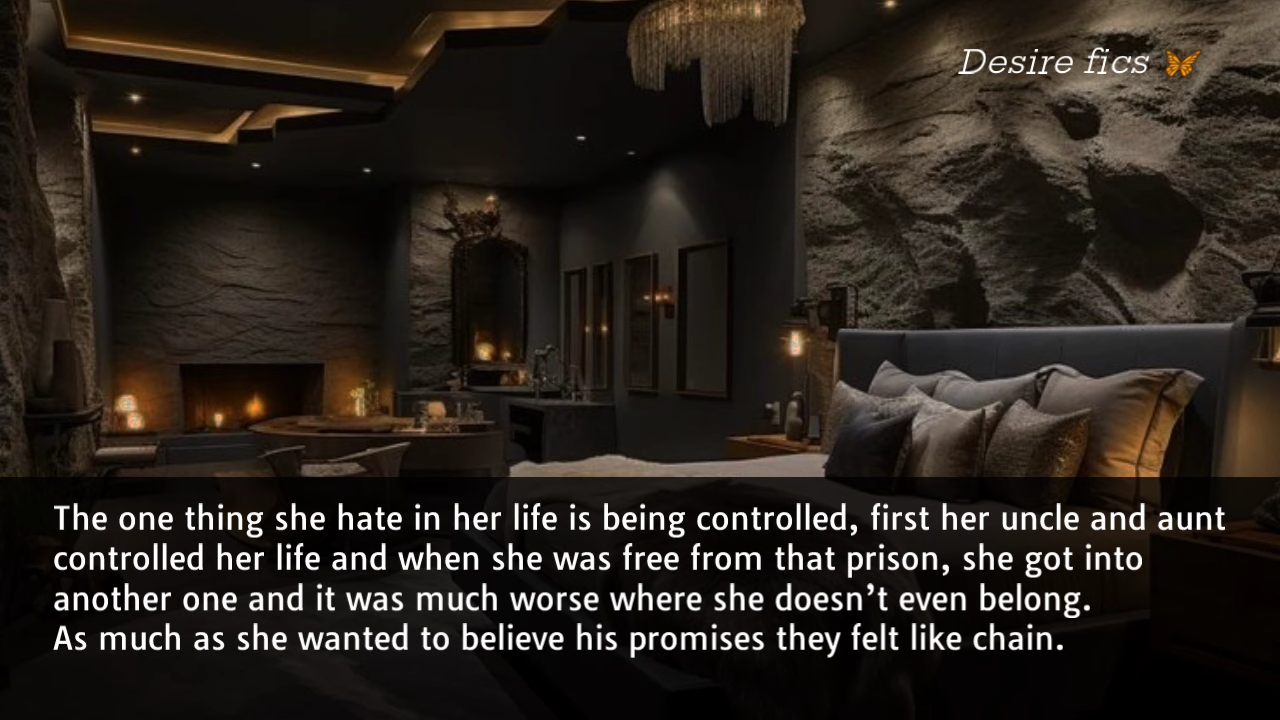 Desire fics 🦋
The one thing she hate in her life is being controlled, first her uncle and aunt
controlled her life and when she was free from that prison, she got into
another one and it was much worse where she doesn’t even belong.
As much as she wanted to believe his promises they felt like chain.